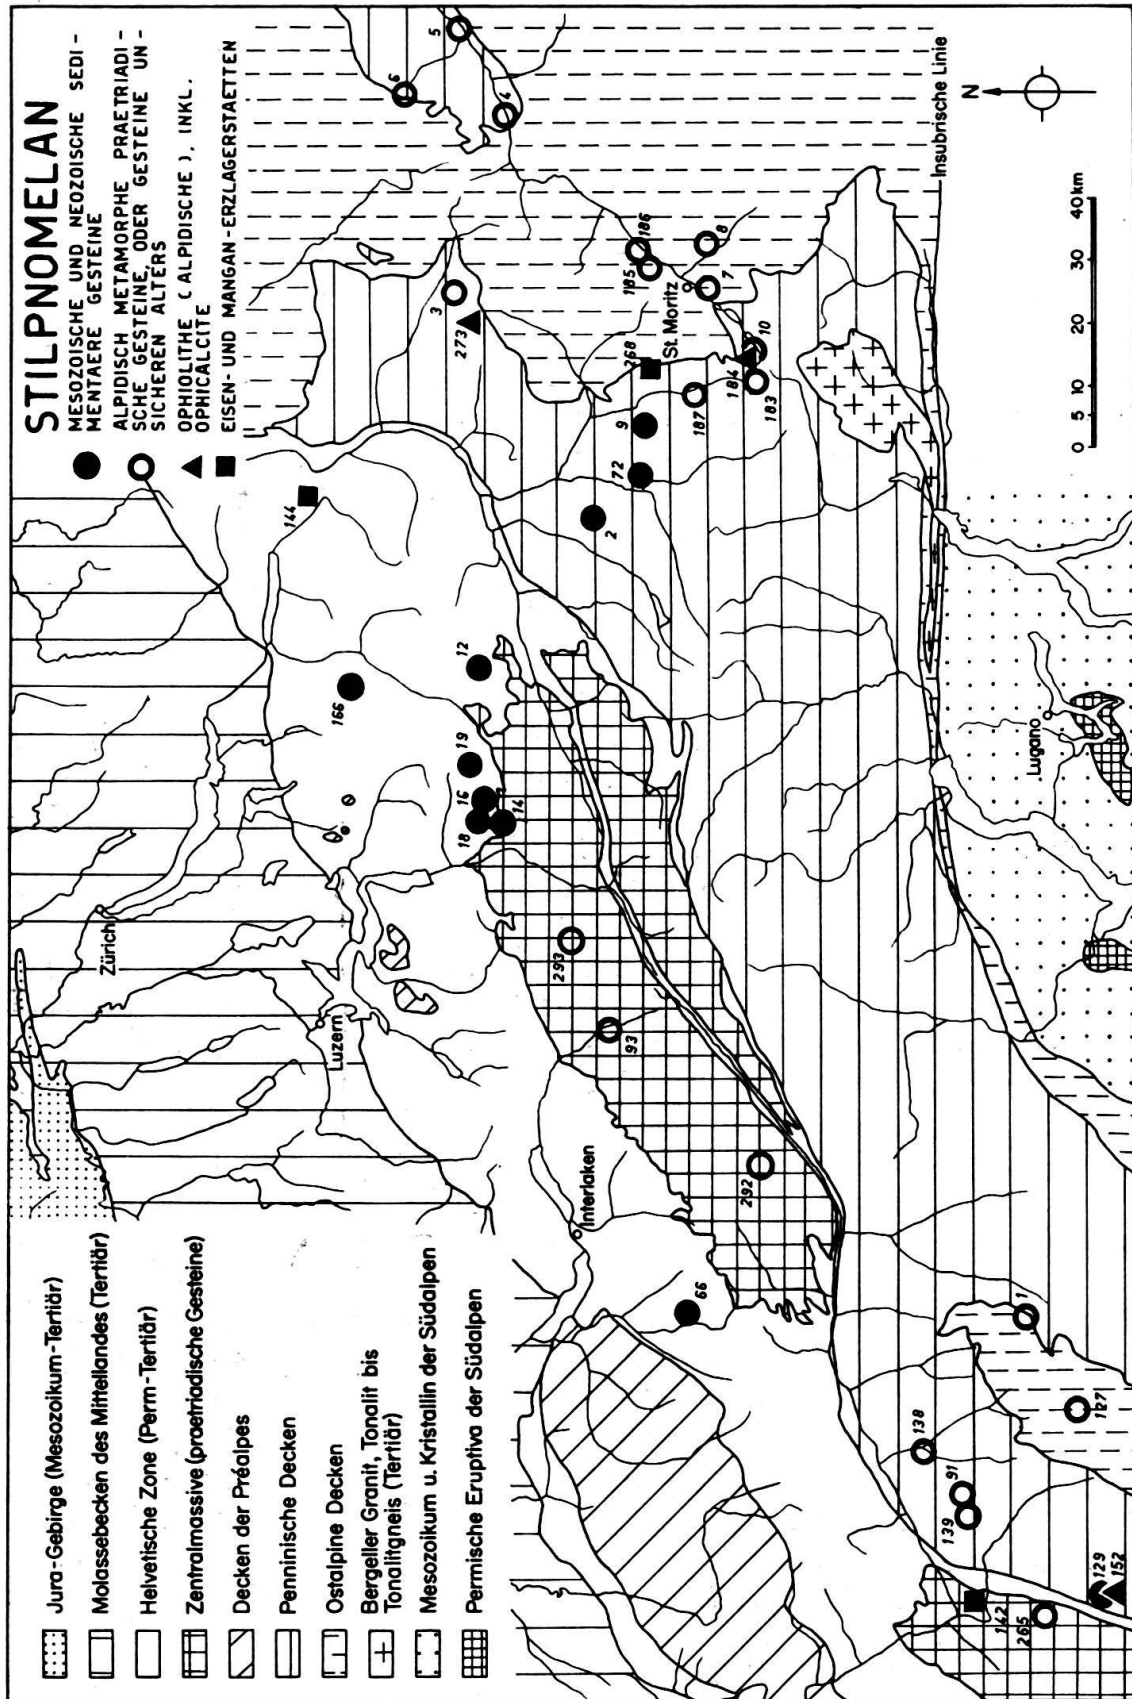 STILPNOMELAN
MESOZOISCHE UND NEOZOISCHE SEDI-
MENTAERE GESTEINE
ALPIDISCH METAMORPHE PRAETRIADI-
SCHE GESTEINE ODER GESTEINE UN-
SICHEREN ALTERS
OPHIOLITHE (ALPIDISCHE), INKL.
OPHICALCITE
EISEN- UND MANGAN-ERZLAGERSTAETTEN
Jura-Gebirge (Mesozoikum-Tertiär)
Molassebecken des Mittellandes (Tertiär)
Helvetische Zone (Perm-Tertiär)
Zentralmassive (praetriadische Gesteine)
Decken der Préalpes
Penninische Decken
Ostalpine Decken
Bergeller Granit, Tonalit bis
Tonalitgneis (Tertiär)
Mesozoikum u. Kristallin der Südalpen
Permische Eruptiva der Südalpen
Zürich
Luzern
Interlaken
St. Moritz
Lugano
Insubrische Linie
N
0 5 10 20 30 40km
144
166
12
19
16
18
14
293
93
292
66
6
5
4
3
273
186
185
8
7
268
10
184
183
187
9
72
2
1
127
138
91
139
142
265
129
152